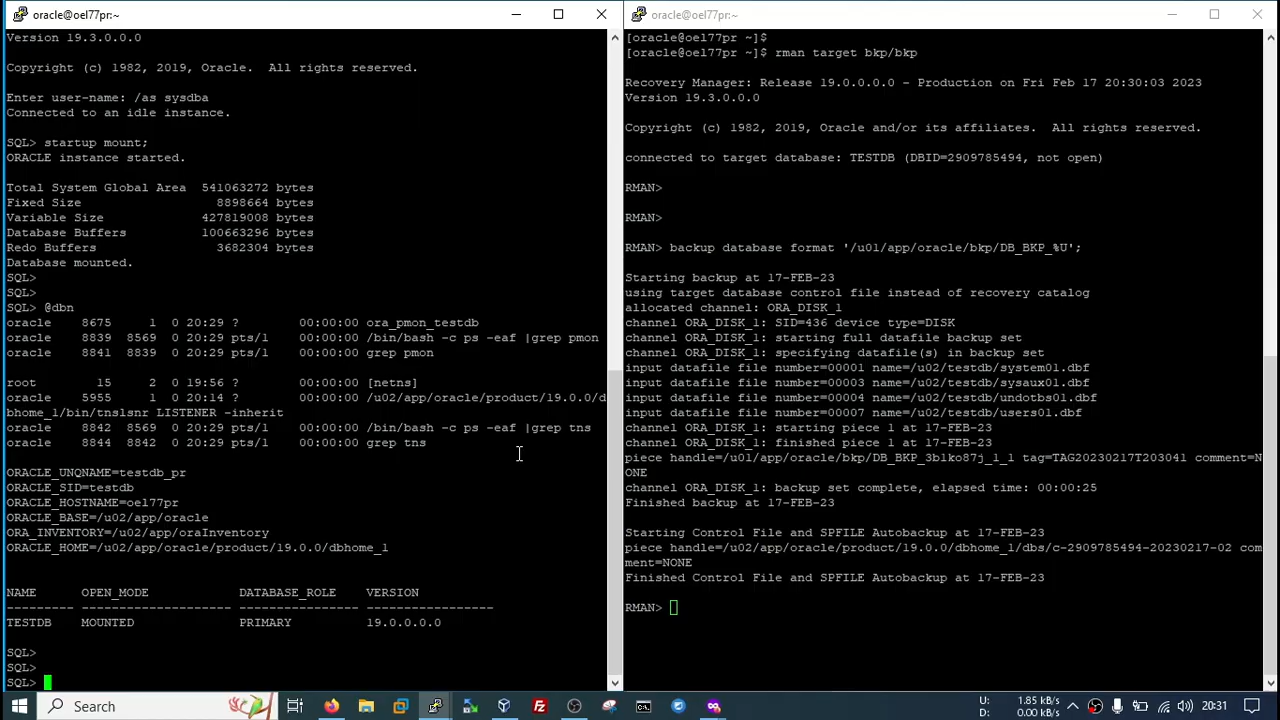 oracle@oel77pr:~
Version 19.3.0.0.0
Copyright (c) 1982, 2019, Oracle.  All rights reserved.
Enter user-name: /as sysdba
Connected to an idle instance.
SQL> startup mount;
ORACLE instance started.
Total System Global Area  541063272 bytes
Fixed Size                  8898664 bytes
Variable Size             427819008 bytes
Database Buffers          100663296 bytes
Redo Buffers                3682304 bytes
Database mounted.
SQL>
SQL>
SQL> @dbn
oracle    8675     1  0 20:29 ?        00:00:00 ora_pmon_testdb
oracle    8839  8569  0 20:29 pts/1    00:00:00 /bin/bash -c ps -eaf |grep pmon
oracle    8841  8839  0 20:29 pts/1    00:00:00 grep pmon
root        15     2  0 19:56 ?        00:00:00 [netns]
oracle    5955     1  0 20:14 ?        00:00:00 /u02/app/oracle/product/19.0.0/d
bhome_1/bin/tnslsnr LISTENER -inherit
oracle    8842  8569  0 20:29 pts/1    00:00:00 /bin/bash -c ps -eaf |grep tns
oracle    8844  8842  0 20:29 pts/1    00:00:00 grep tns
ORACLE_UNQNAME=testdb_pr
ORACLE_SID=testdb
ORACLE_HOSTNAME=oel77pr
ORACLE_BASE=/u02/app/oracle
ORA_INVENTORY=/u02/app/oraInventory
ORACLE_HOME=/u02/app/oracle/product/19.0.0/dbhome_1
NAME      OPEN_MODE            DATABASE_ROLE    VERSION
--------- -------------------- ---------------- -----------------
TESTDB    MOUNTED              PRIMARY          19.0.0.0.0
SQL>
SQL>
SQL>
oracle@oel77pr:~
[oracle@oel77pr ~]$
[oracle@oel77pr ~]$ rman target bkp/bkp
Recovery Manager: Release 19.0.0.0.0 - Production on Fri Feb 17 20:30:03 2023
Version 19.3.0.0.0
Copyright (c) 1982, 2019, Oracle and/or its affiliates.  All rights reserved.
connected to target database: TESTDB (DBID=2909785494, not open)
RMAN>
RMAN>
RMAN> backup database format '/u01/app/oracle/bkp/DB_BKP_%U';
Starting backup at 17-FEB-23
using target database control file instead of recovery catalog
allocated channel: ORA_DISK_1
channel ORA_DISK_1: SID=436 device type=DISK
channel ORA_DISK_1: starting full datafile backup set
channel ORA_DISK_1: specifying datafile(s) in backup set
input datafile file number=00001 name=/u02/testdb/system01.dbf
input datafile file number=00003 name=/u02/testdb/sysaux01.dbf
input datafile file number=00004 name=/u02/testdb/undotbs01.dbf
input datafile file number=00007 name=/u02/testdb/users01.dbf
channel ORA_DISK_1: starting piece 1 at 17-FEB-23
channel ORA_DISK_1: finished piece 1 at 17-FEB-23
piece handle=/u01/app/oracle/bkp/DB_BKP_3b1ko87j_1_1 tag=TAG20230217T203041 comment=N
ONE
channel ORA_DISK_1: backup set complete, elapsed time: 00:00:25
Finished backup at 17-FEB-23
Starting Control File and SPFILE Autobackup at 17-FEB-23
piece handle=/u02/app/oracle/product/19.0.0/dbhome_1/dbs/c-2909785494-20230217-02 com
ment=NONE
Finished Control File and SPFILE Autobackup at 17-FEB-23
RMAN>
Search
U: 1.85 kB/s
D: 0.00 kB/s
20:31